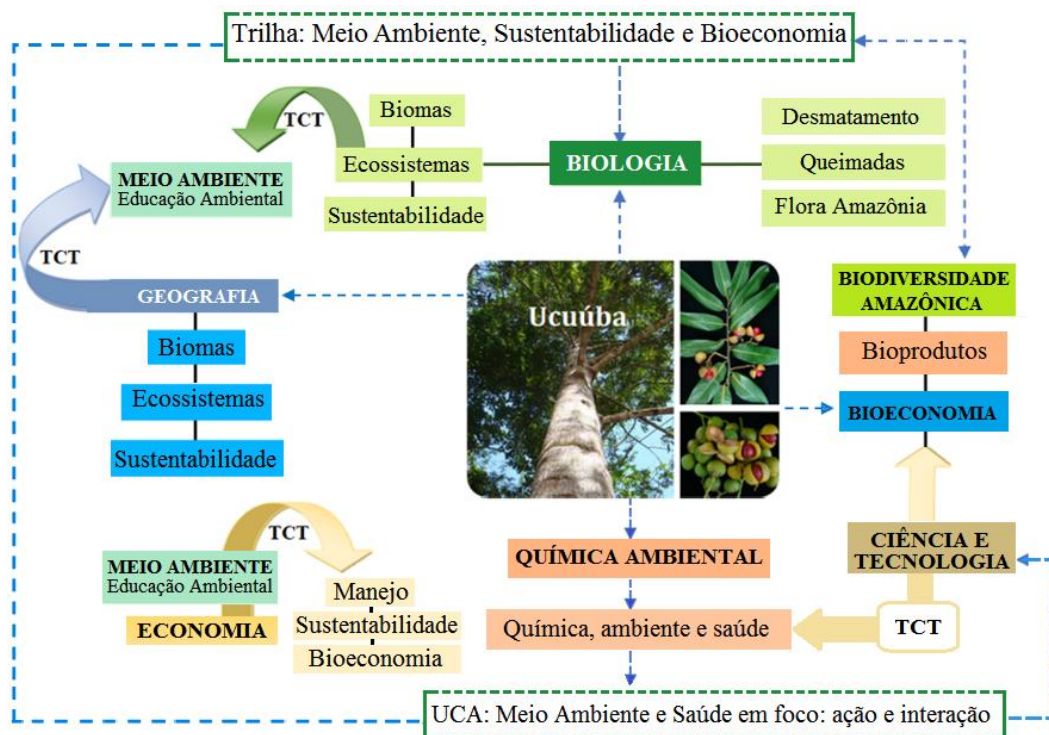 Trilha: Meio Ambiente, Sustentabilidade e Bioeconomia
TCT
Biomas
Ecossistemas
Sustentabilidade
BIOLOGIA
Desmatamento
Queimadas
Flora Amazônia
MEIO AMBIENTE
Educação Ambiental
TCT
GEOGRAFIA
Biomas
Ecossistemas
Sustentabilidade
Ucuúba
BIODIVERSIDADE
AMAZÔNICA
Bioprodutos
BIOECONOMIA
TCT
MEIO AMBIENTE
Educação Ambiental
ECONOMIA
Manejo
Sustentabilidade
Bioeconomia
QUÍMICA AMBIENTAL
Química, ambiente e saúde
CIÊNCIA E
TECNOLOGIA
TCT
UCA: Meio Ambiente e Saúde em foco: ação e interação